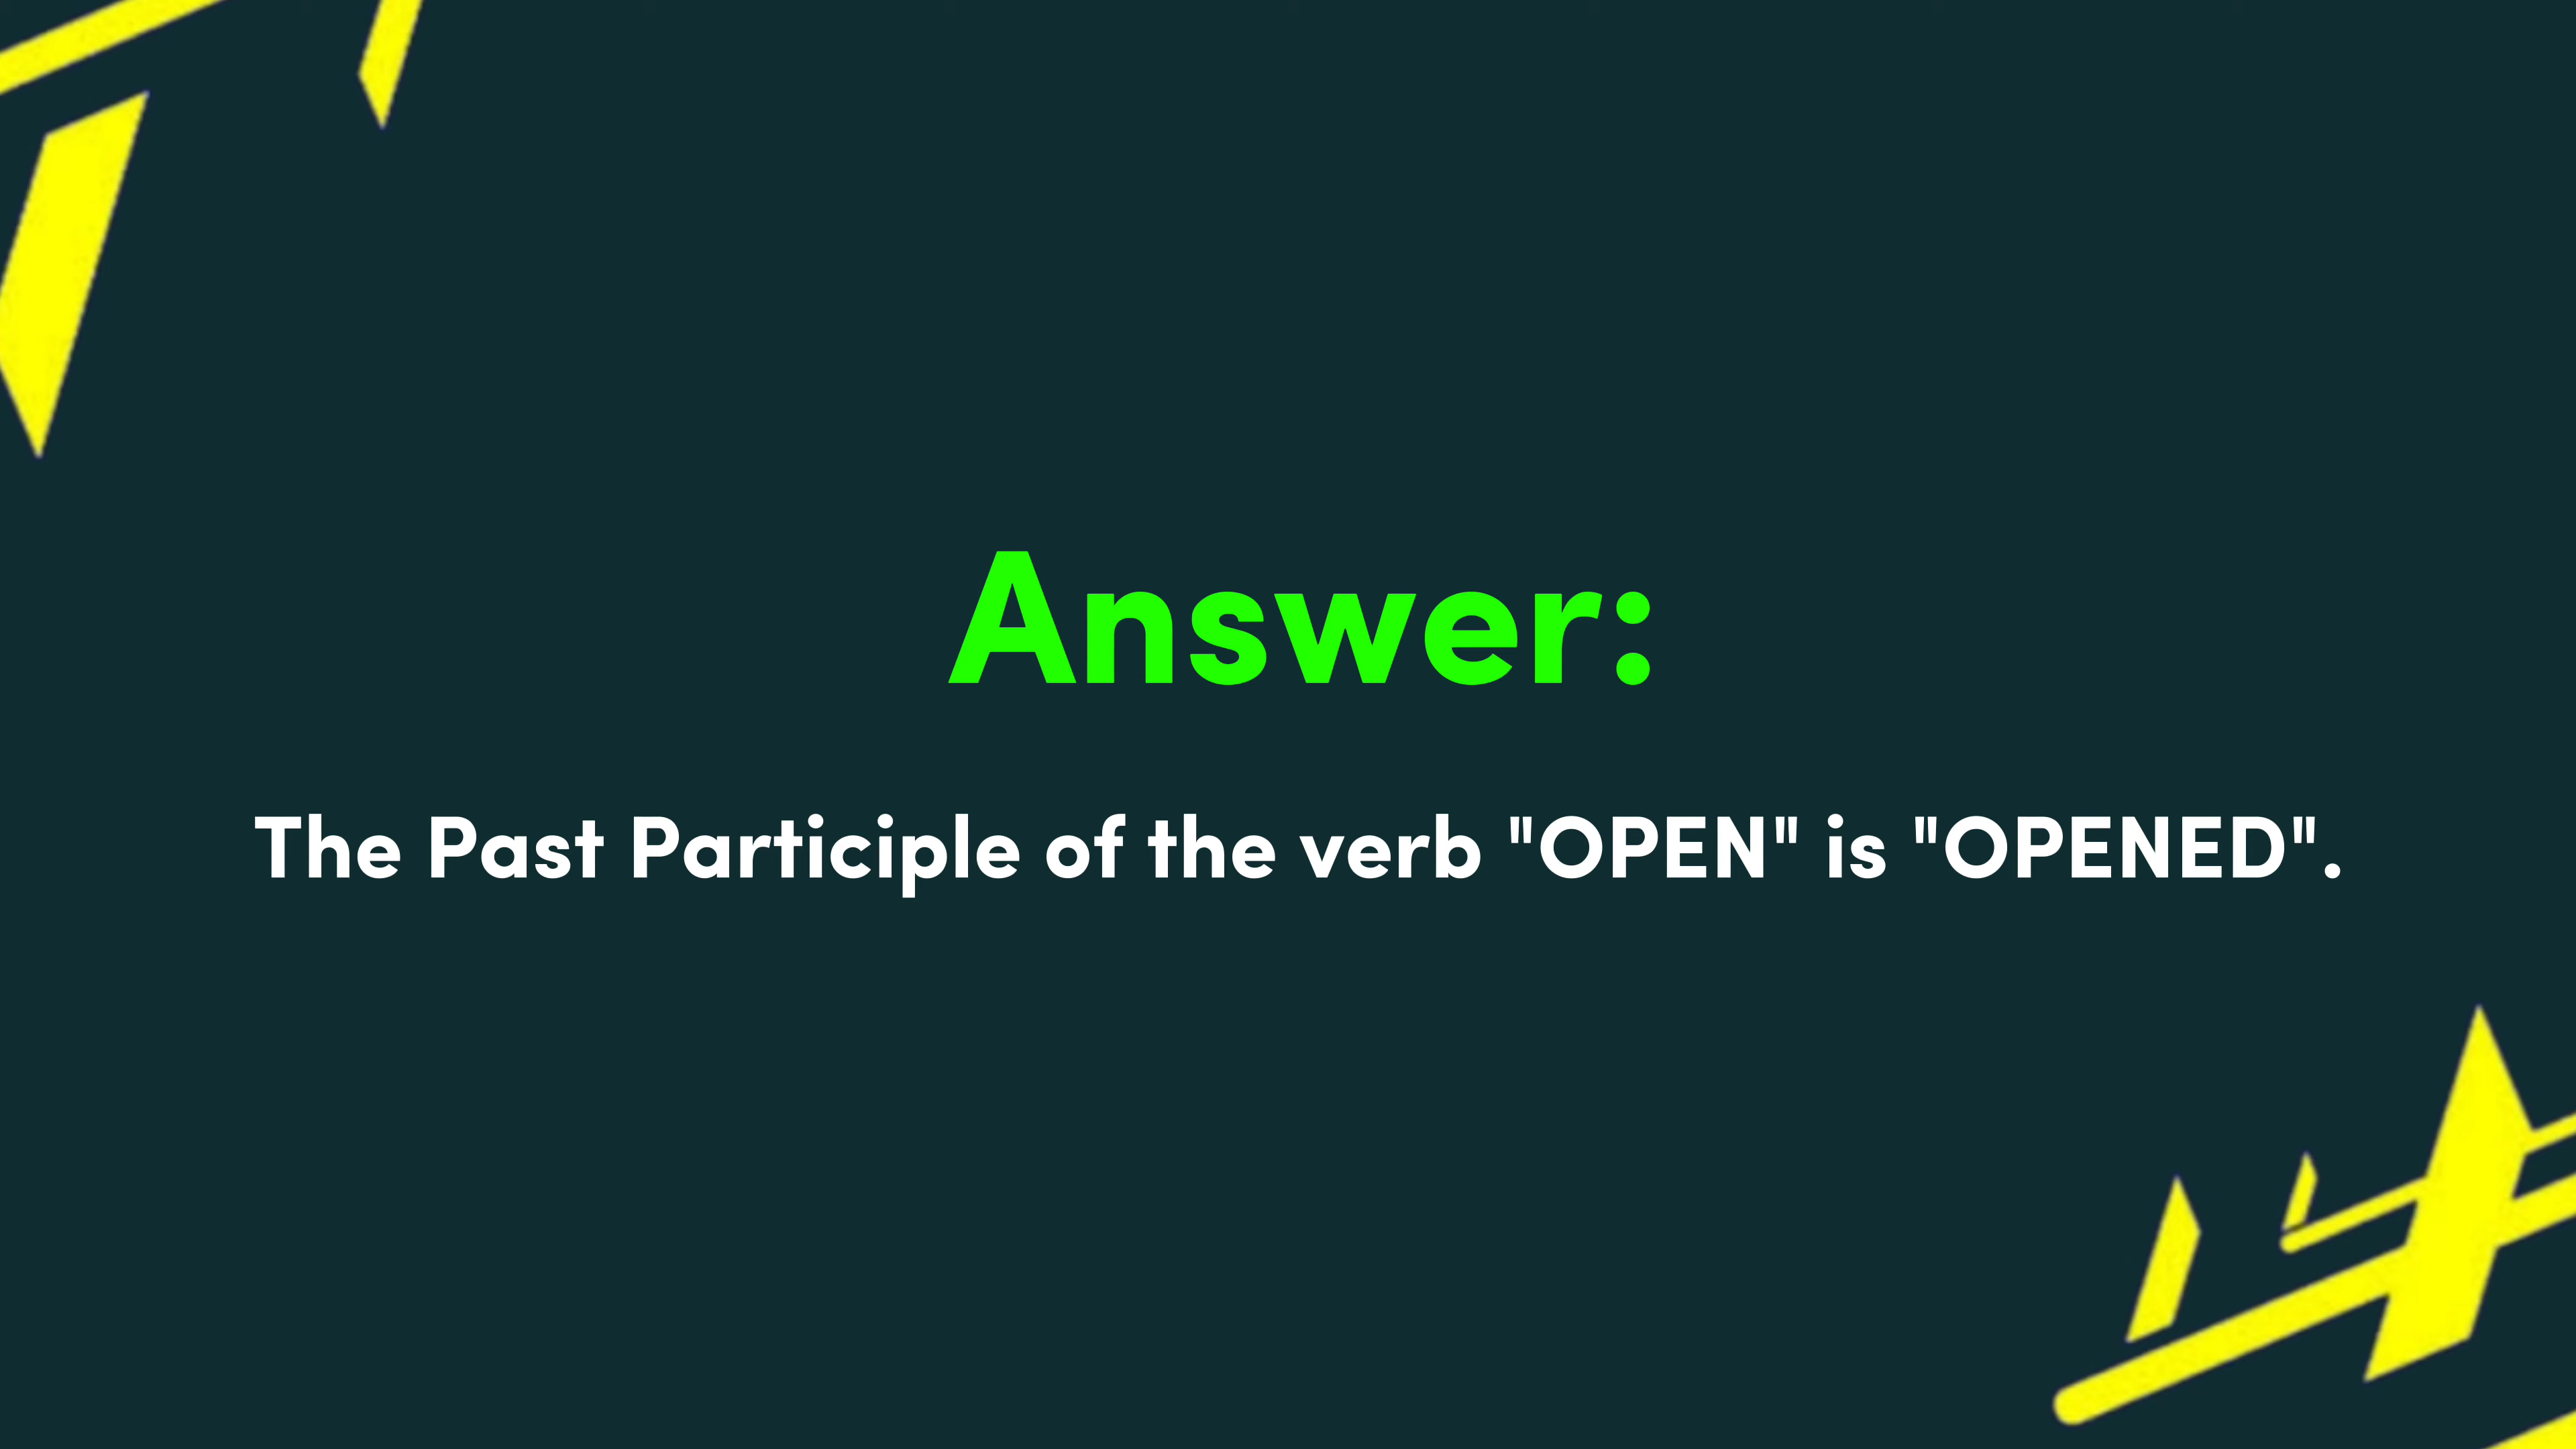 Answer:
The Past Participle of the verb "OPEN" is "OPENED".